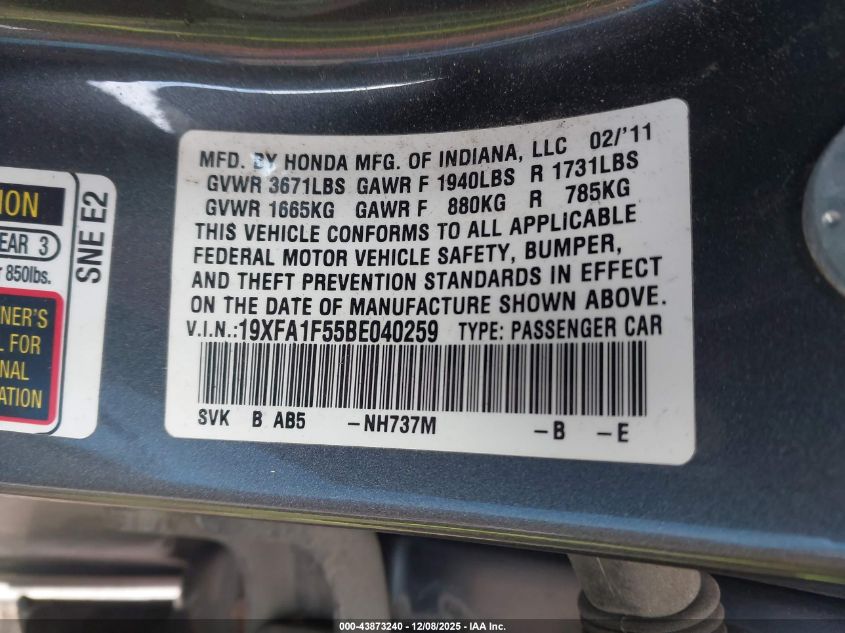 MFD. BY HONDA MFG. OF INDIANA, LLC 02/'11
GVWR 3671LBS GAWR F 1940LBS R 1731LBS
GVWR 1665KG GAWR F 880KG R 785KG
THIS VEHICLE CONFORMS TO ALL APPLICABLE
FEDERAL MOTOR VEHICLE SAFETY, BUMPER,
AND THEFT PREVENTION STANDARDS IN EFFECT
ON THE DATE OF MANUFACTURE SHOWN ABOVE.
V.I.N.:19XFA1F55BE040259 TYPE: PASSENGER CAR
SVK B AB5 -NH737M -B -E
ION
EAR 3
850lbs.
NER'S
L FOR
NAL
ATION
SNE E2
000-43873240 - 12/08/2025 - IAA Inc.